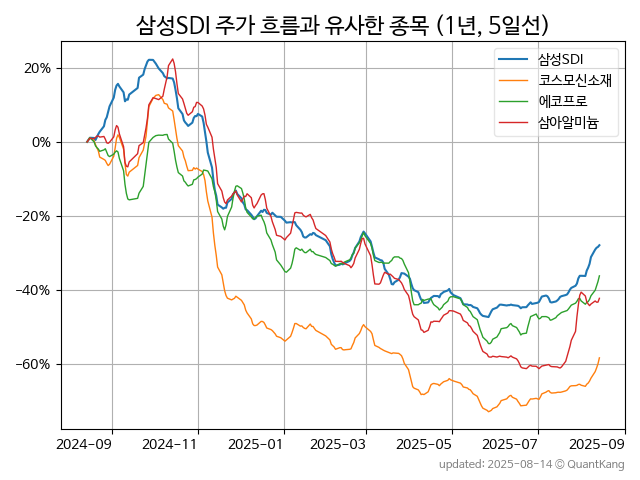 삼성SDI 주가 흐름과 유사한 종목 (1년, 5일선)
삼성SDI
코스모신소재
에코프로
삼아알미늄
20%
0%
−20%
−40%
−60%
2024-09 2024-11 2025-01 2025-03 2025-05 2025-07 2025-09
updated: 2025-08-14 © QuantKang